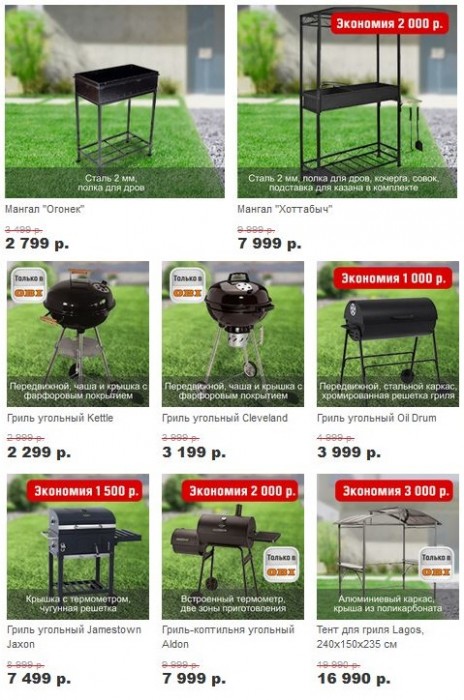 Сталь 2 мм,
полка для дров
Мангал "Огонек"
3 499 р.
2 799 р.
Экономия 2 000 р.
Сталь 2 мм, полка для дров, кочерга, совок,
подставка для казана в комплекте
Мангал "Хоттабыч"
9 999 р.
7 999 р.
Только в
OBI
Передвижной, чаша и крышка с
фарфоровым покрытием
Гриль угольный Kettle
2 999 р.
2 299 р.
Только в
OBI
Передвижной, чаша и крышка с
фарфоровым покрытием
Гриль угольный Cleveland
3 999 р.
3 199 р.
Экономия 1 000 р.
Передвижной, стальной каркас,
хромированная решетка гриля
Гриль угольный Oil Drum
4 999 р.
3 999 р.
Экономия 1 500 р.
Крышка с термометром,
чугунная решетка
Гриль угольный Jamestown
Jaxon
8 999 р.
7 499 р.
Экономия 2 000 р.
Только в
OBI
Встроенный термометр,
две зоны приготовления
Гриль-коптильня угольный
Aldon
9 999 р.
7 999 р.
Экономия 3 000 р.
Только в
OBI
Алюминиевый каркас,
крыша из поликарбоната
Тент для гриля Lagos,
240x150x235 см
19 990 р.
16 990 р.